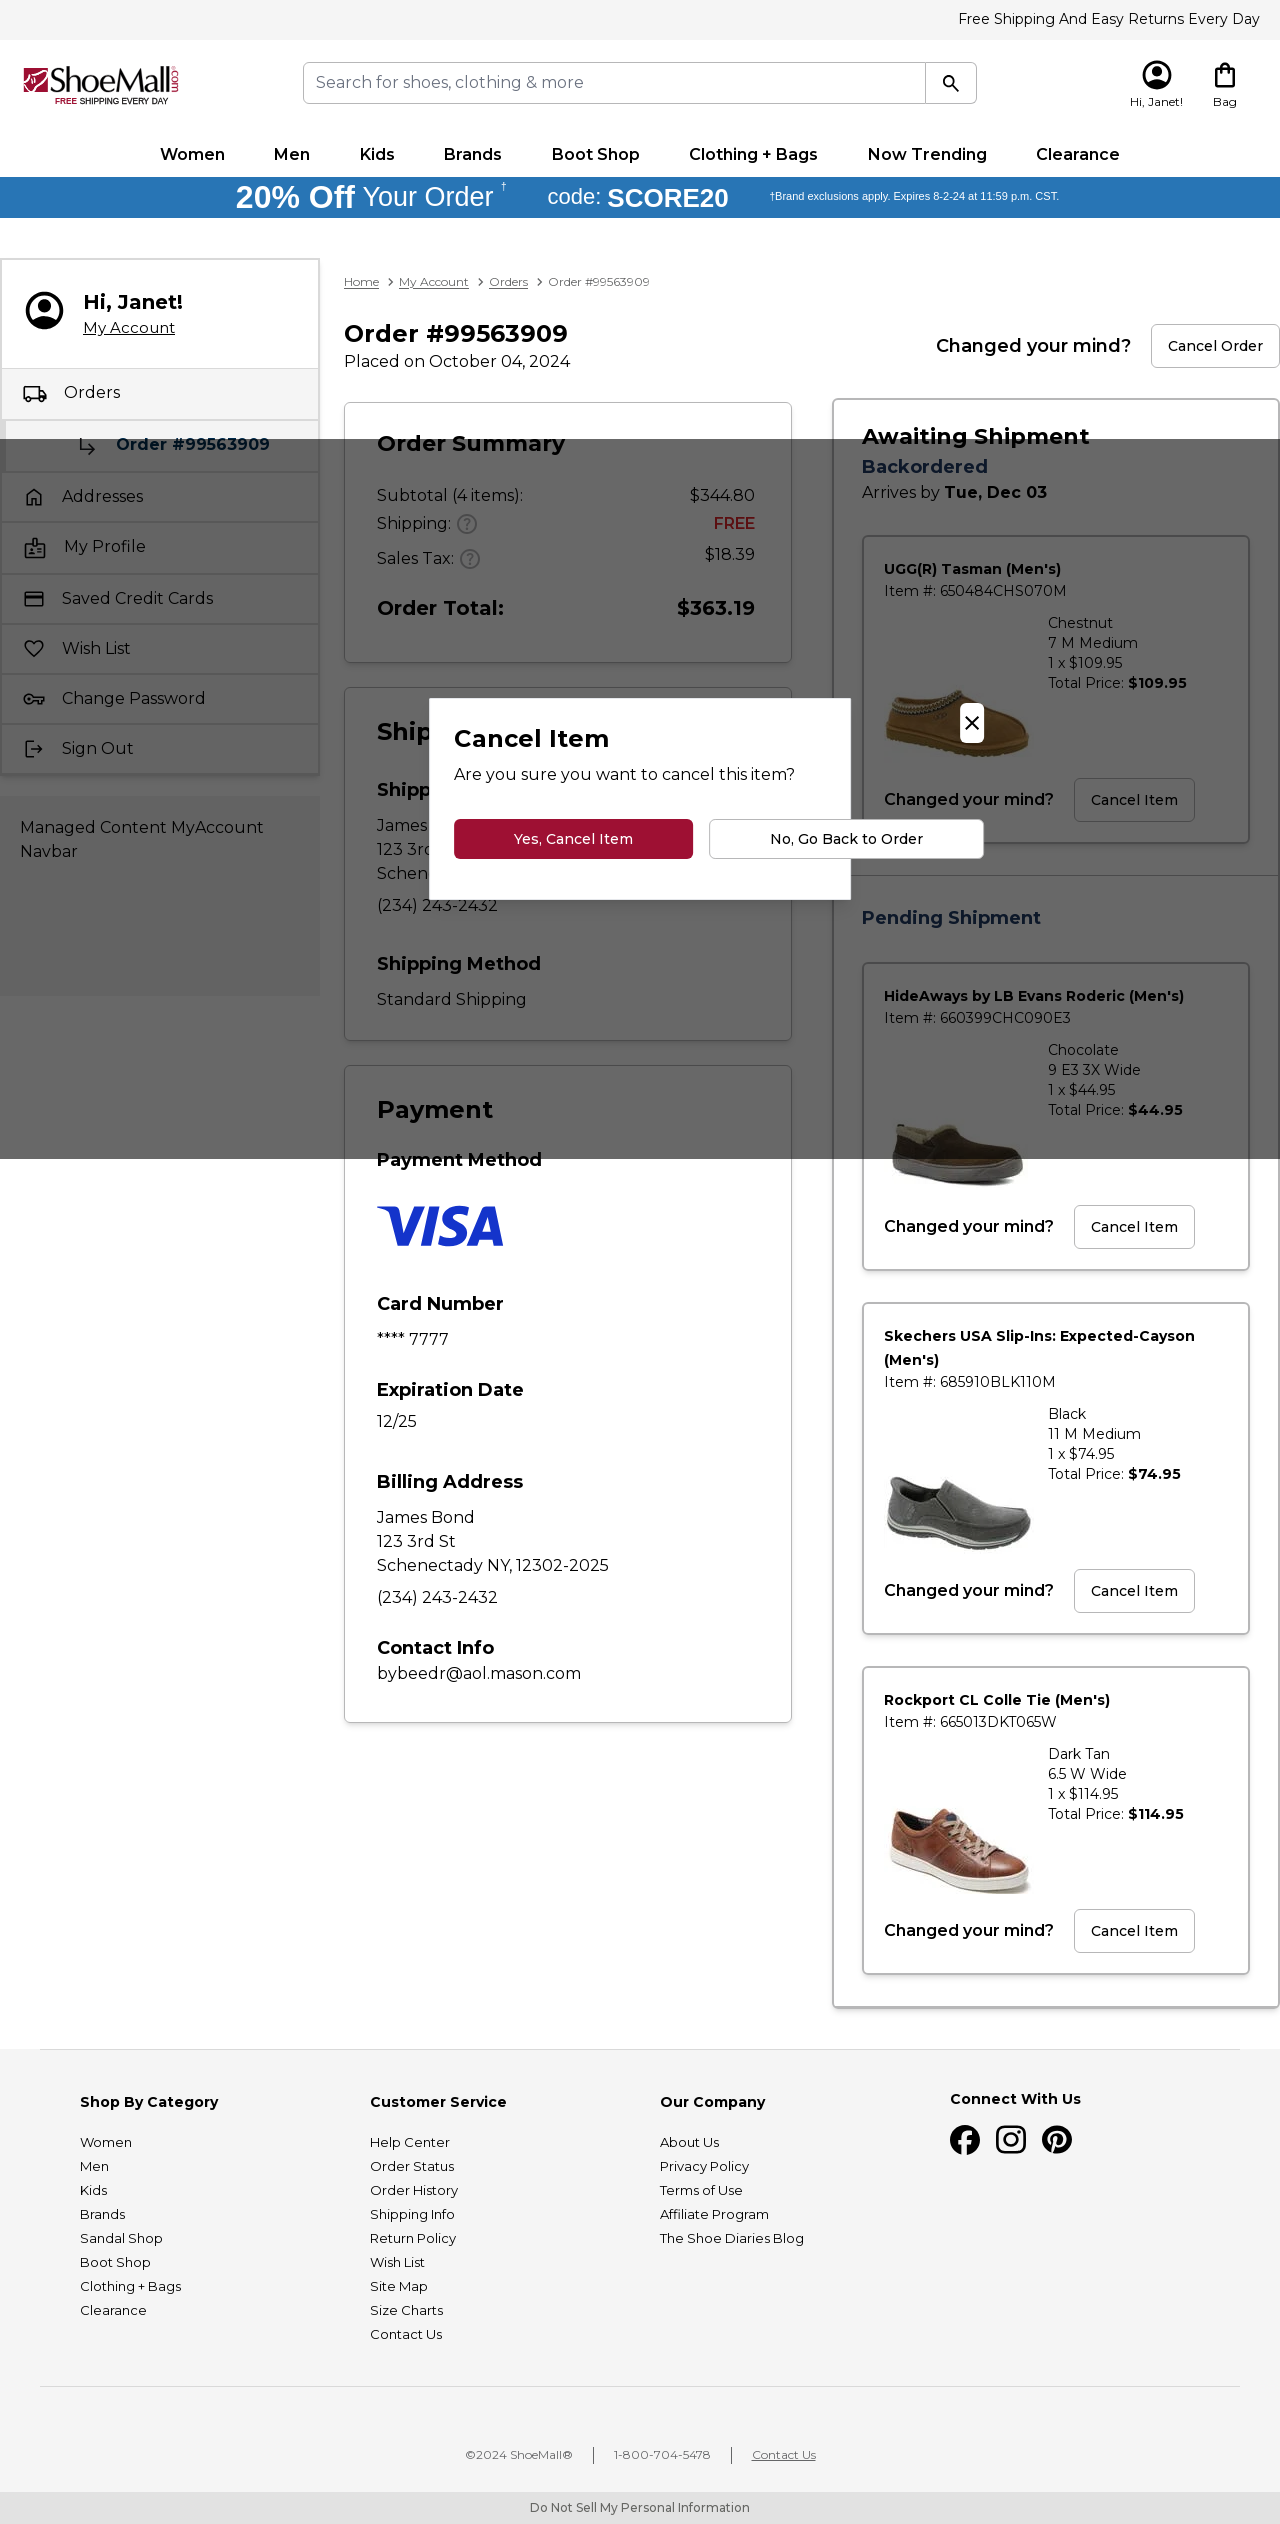 Free Shipping And Easy Returns Every Day
ShoeMall.com
FREE SHIPPING EVERY DAY
Search for shoes, clothing & more
Hi, Janet!
Bag
Women
Men
Kids
Brands
Boot Shop
Clothing + Bags
Now Trending
Clearance
20% Off Your Order † code: SCORE20 †Brand exclusions apply. Expires 8-2-24 at 11:59 p.m. CST.
Hi, Janet!
My Account
Orders
Order #99563909
Addresses
My Profile
Saved Credit Cards
Wish List
Change Password
Sign Out
Managed Content MyAccount
Navbar
Home > My Account > Orders > Order #99563909
Order #99563909
Placed on October 04, 2024
Changed your mind?
Cancel Order
Order Summary
Subtotal (4 items): $344.80
Shipping: FREE
Sales Tax: $18.39
Order Total: $363.19
Ship
Shipp
James
123 3rd
Schen
(234) 243-2432
Shipping Method
Standard Shipping
Cancel Item
Are you sure you want to cancel this item?
Yes, Cancel Item
No, Go Back to Order
Payment
Payment Method
VISA
Card Number
**** 7777
Expiration Date
12/25
Billing Address
James Bond
123 3rd St
Schenectady NY, 12302-2025
(234) 243-2432
Contact Info
bybeedr@aol.mason.com
Awaiting Shipment
Backordered
Arrives by Tue, Dec 03
UGG(R) Tasman (Men's)
Item #: 650484CHS070M
Chestnut
7 M Medium
1 x $109.95
Total Price: $109.95
Changed your mind?
Cancel Item
Pending Shipment
HideAways by LB Evans Roderic (Men's)
Item #: 660399CHC090E3
Chocolate
9 E3 3X Wide
1 x $44.95
Total Price: $44.95
Changed your mind?
Cancel Item
Skechers USA Slip-Ins: Expected-Cayson
(Men's)
Item #: 685910BLK110M
Black
11 M Medium
1 x $74.95
Total Price: $74.95
Changed your mind?
Cancel Item
Rockport CL Colle Tie (Men's)
Item #: 665013DKT065W
Dark Tan
6.5 W Wide
1 x $114.95
Total Price: $114.95
Changed your mind?
Cancel Item
Shop By Category
Women
Men
Kids
Brands
Sandal Shop
Boot Shop
Clothing + Bags
Clearance
Customer Service
Help Center
Order Status
Order History
Shipping Info
Return Policy
Wish List
Site Map
Size Charts
Contact Us
Our Company
About Us
Privacy Policy
Terms of Use
Affiliate Program
The Shoe Diaries Blog
Connect With Us
©2024 ShoeMall®
1-800-704-5478
Contact Us
Do Not Sell My Personal Information